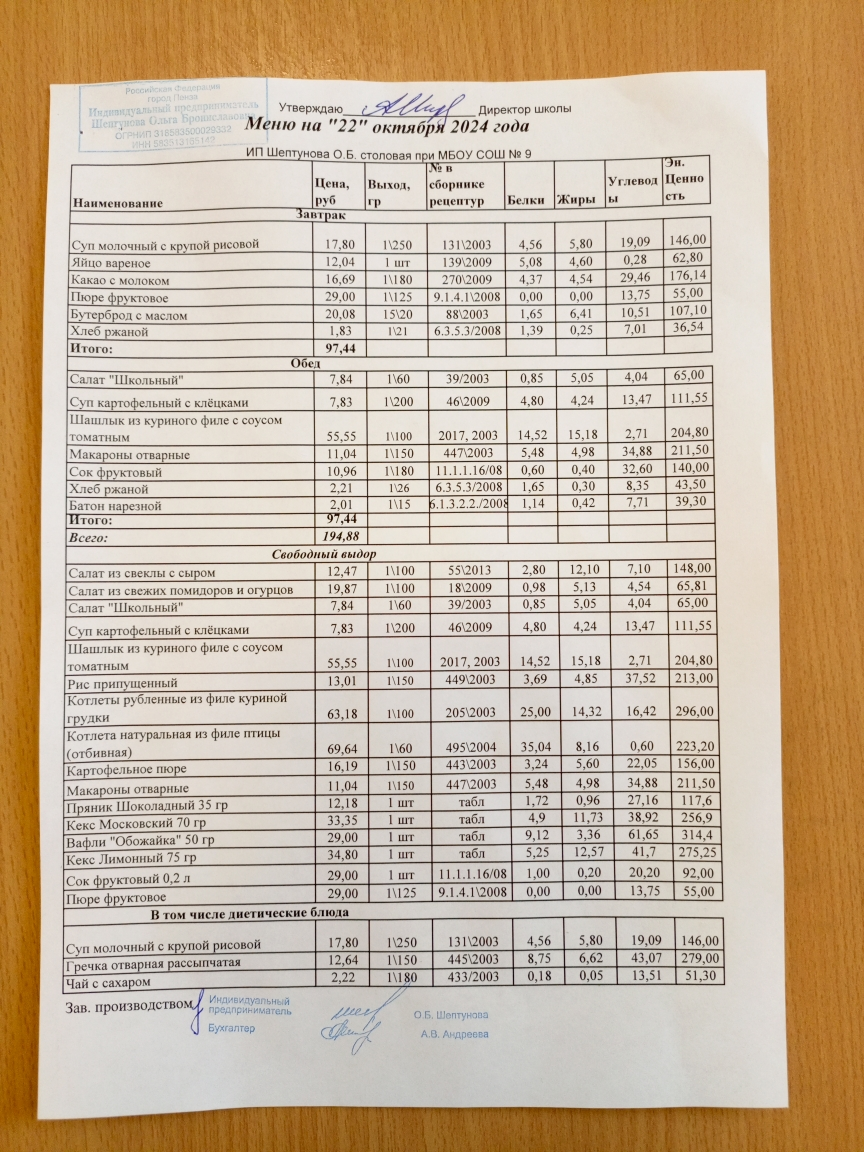 Российская Федерация
город Пенза
Индивидуальный предприниматель
Шептунова Ольга Брониславовна
ОГРНИП 318583500029332
ИНН 583513185143
Утверждаю Директор школы
Меню на "22" октября 2024 года
ИП Шептунова О.Б. столовая при МБОУ СОШ № 9
Наименование Цена, руб Выход, гр № в сборнике рецептур Белки Жиры Углеводы Эн. Ценность
Завтрак
Суп молочный с крупой рисовой 17,80 1\250 131\2003 4,56 5,80 19,09 146,00
Яйцо вареное 12,04 1 шт 139\2009 5,08 4,60 0,28 62,80
Какао с молоком 16,69 1\180 270\2009 4,37 4,54 29,46 176,14
Пюре фруктовое 29,00 1\125 9.1.4.1\2008 0,00 0,00 13,75 55,00
Бутерброд с маслом 20,08 15\20 88\2003 1,65 6,41 10,51 107,10
Хлеб ржаной 1,83 1\21 6.3.5.3/2008 1,39 0,25 7,01 36,54
Итого: 97,44
Обед
Салат "Школьный" 7,84 1\60 39/2003 0,85 5,05 4,04 65,00
Суп картофельный с клёцками 7,83 1\200 46\2009 4,80 4,24 13,47 111,55
Шашлык из куриного филе с соусом
томатным 55,55 1\100 2017, 2003 14,52 15,18 2,71 204,80
Макароны отварные 11,04 1\150 447\2003 5,48 4,98 34,88 211,50
Сок фруктовый 10,96 1\180 11.1.1.16/08 0,60 0,40 32,60 140,00
Хлеб ржаной 2,21 1\26 6.3.5.3/2008 1,65 0,30 8,35 43,50
Батон нарезной 2,01 1\15 6.1.3.2.2./2008 1,14 0,42 7,71 39,30
Итого: 97,44
Всего: 194,88
Свободный выдор
Салат из свеклы с сыром 12,47 1\100 55\2013 2,80 12,10 7,10 148,00
Салат из свежих помидоров и огурцов 19,87 1\100 18\2009 0,98 5,13 4,54 65,81
Салат "Школьный" 7,84 1\60 39/2003 0,85 5,05 4,04 65,00
Суп картофельный с клёцками 7,83 1\200 46\2009 4,80 4,24 13,47 111,55
Шашлык из куриного филе с соусом
томатным 55,55 1\100 2017, 2003 14,52 15,18 2,71 204,80
Рис припущенный 13,01 1\150 449\2003 3,69 4,85 37,52 213,00
Котлеты рубленные из филе куриной
грудки 63,18 1\100 205\2003 25,00 14,32 16,42 296,00
Котлета натуральная из филе птицы
(отбивная) 69,64 1\60 495\2004 35,04 8,16 0,60 223,20
Картофельное пюре 16,19 1\150 443\2003 3,24 5,60 22,05 156,00
Макароны отварные 11,04 1\150 447\2003 5,48 4,98 34,88 211,50
Пряник Шоколадный 35 гр 12,18 1 шт табл 1,72 0,96 27,16 117,6
Кекс Московский 70 гр 33,35 1 шт табл 4,9 11,73 38,92 256,9
Вафли "Обожайка" 50 гр 29,00 1 шт табл 9,12 3,36 61,65 314,4
Кекс Лимонный 75 гр 34,80 1 шт табл 5,25 12,57 41,7 275,25
Сок фруктовый 0,2 л 29,00 1 шт 11.1.1.16/08 1,00 0,20 20,20 92,00
Пюре фруктовое 29,00 1\125 9.1.4.1\2008 0,00 0,00 13,75 55,00
В том числе диетические блюда
Суп молочный с крупой рисовой 17,80 1\250 131\2003 4,56 5,80 19,09 146,00
Гречка отварная рассыпчатая 12,64 1\150 445\2003 8,75 6,62 43,07 279,00
Чай с сахаром 2,22 1\180 433/2003 0,18 0,05 13,51 51,30
Зав. производством
Индивидуальный
предприниматель О.Б. Шептунова
Бухгалтер А.В. Андреева